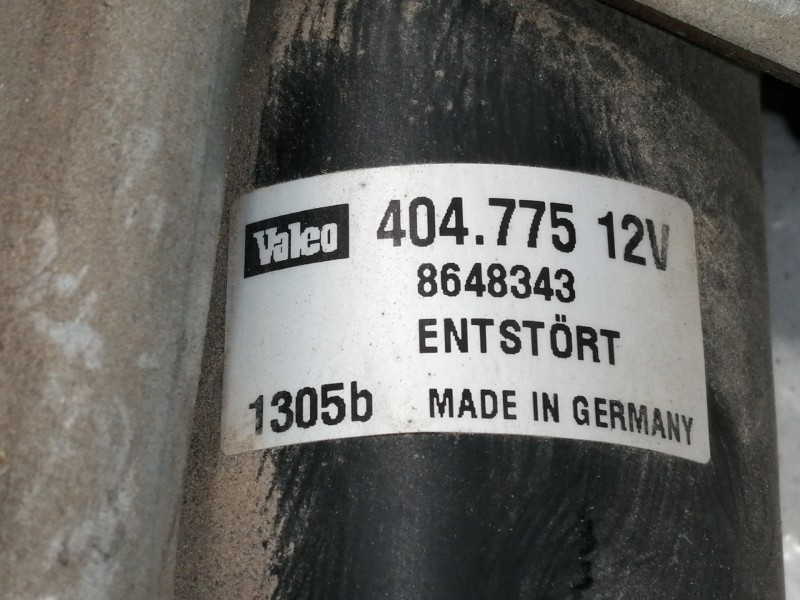 Valeo 404.775 12V
8648343
ENTSTÖRT
1305b MADE IN GERMANY